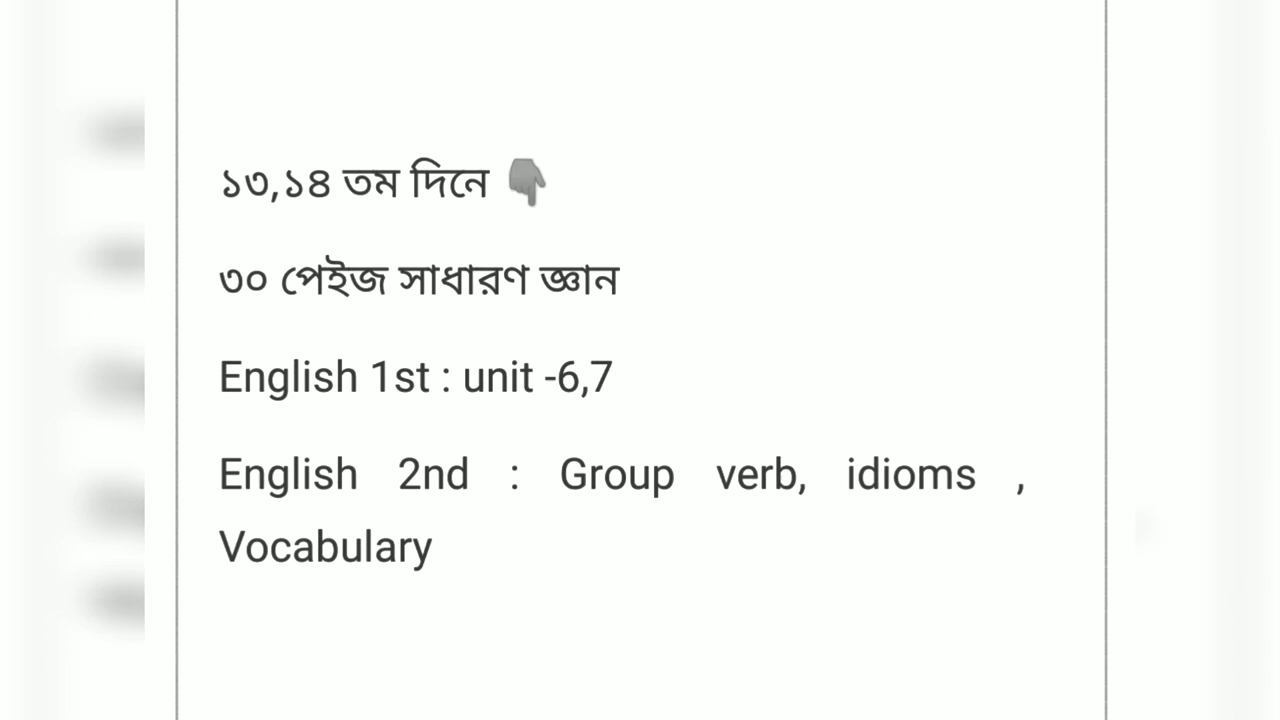 ১৩,১৪ তম দিনে 👇
৩০ পেইজ সাধারণ জ্ঞান
English 1st : unit -6,7
English 2nd : Group verb, idioms ,
Vocabulary